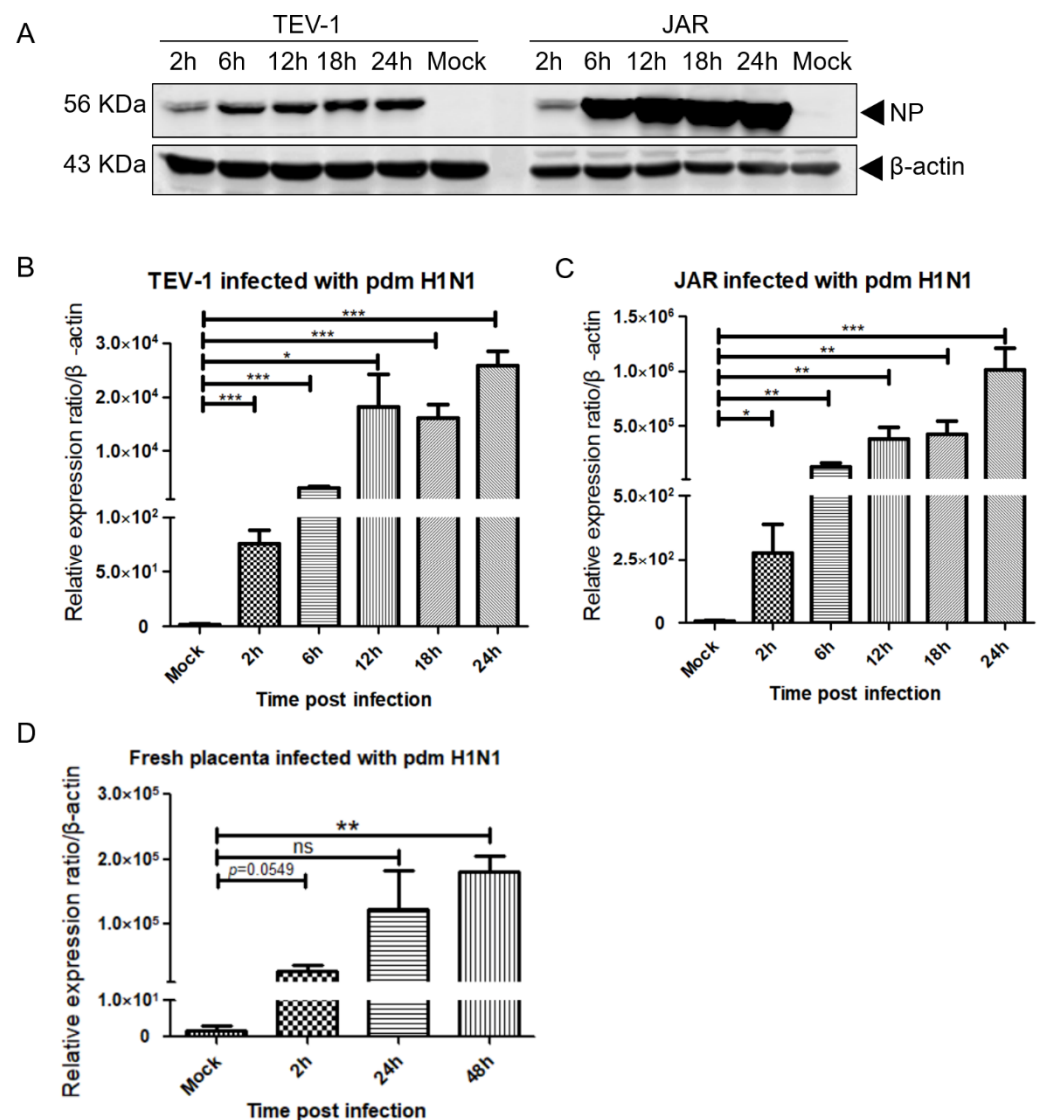 A
TEV-1 JAR
2h 6h 12h 18h 24h Mock 2h 6h 12h 18h 24h Mock
56 KDa NP
43 KDa β-actin
B
TEV-1 infected with pdm H1N1
Relative expression ratio/β -actin
3.0×10⁴
2.0×10⁴
1.0×10⁴
1.0×10²
5.0×10¹
0
***
***
*
***
***
Mock 2h 6h 12h 18h 24h
Time post infection
C
JAR infected with pdm H1N1
Relative expression ratio/β -actin
1.5×10⁶
1.0×10⁶
5.0×10⁵
5.0×10²
2.5×10²
0
***
**
**
**
*
Mock 2h 6h 12h 18h 24h
Time post infection
D
Fresh placenta infected with pdm H1N1
Relative expression ratio/β-actin
3.0×10⁵
2.0×10⁵
1.0×10⁵
1.0×10¹
0
**
ns
p=0.0549
Mock 2h 24h 48h
Time post infection